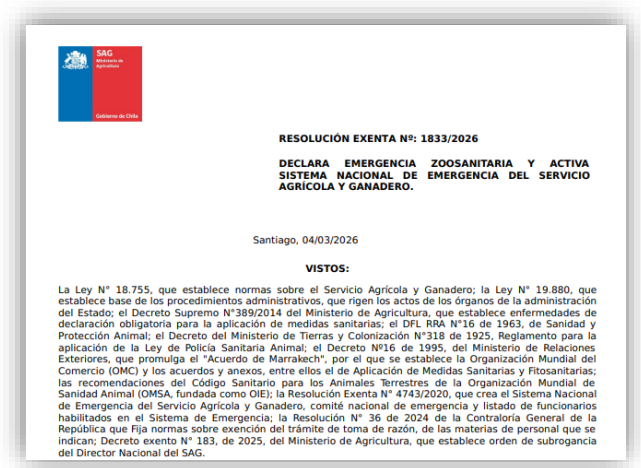 SAG
Ministerio de
Agricultura
Gobierno de Chile
RESOLUCIÓN EXENTA Nº: 1833/2026
DECLARA EMERGENCIA ZOOSANITARIA Y ACTIVA
SISTEMA NACIONAL DE EMERGENCIA DEL SERVICIO
AGRÍCOLA Y GANADERO.
Santiago, 04/03/2026
VISTOS:
La Ley N° 18.755, que establece normas sobre el Servicio Agrícola y Ganadero; la Ley N° 19.880, que
establece base de los procedimientos administrativos, que rigen los actos de los órganos de la administración
del Estado; el Decreto Supremo N°389/2014 del Ministerio de Agricultura, que establece enfermedades de
declaración obligatoria para la aplicación de medidas sanitarias; el DFL RRA N°16 de 1963, de Sanidad y
Protección Animal; el Decreto del Ministerio de Tierras y Colonización N°318 de 1925, Reglamento para la
aplicación de la Ley de Policía Sanitaria Animal; el Decreto Nº16 de 1995, del Ministerio de Relaciones
Exteriores, que promulga el "Acuerdo de Marrakech", por el que se establece la Organización Mundial del
Comercio (OMC) y los acuerdos y anexos, entre ellos el de Aplicación de Medidas Sanitarias y Fitosanitarias;
las recomendaciones del Código Sanitario para los Animales Terrestres de la Organización Mundial de
Sanidad Animal (OMSA, fundada como OIE); la Resolución Exenta N° 4743/2020, que crea el Sistema Nacional
de Emergencia del Servicio Agrícola y Ganadero, comité nacional de emergencia y listado de funcionarios
habilitados en el Sistema de Emergencia; la Resolución N° 36 de 2024 de la Contraloría General de la
República que Fija normas sobre exención del trámite de toma de razón, de las materias de personal que se
indican; Decreto exento N° 183, de 2025, del Ministerio de Agricultura, que establece orden de subrogancia
del Director Nacional del SAG.